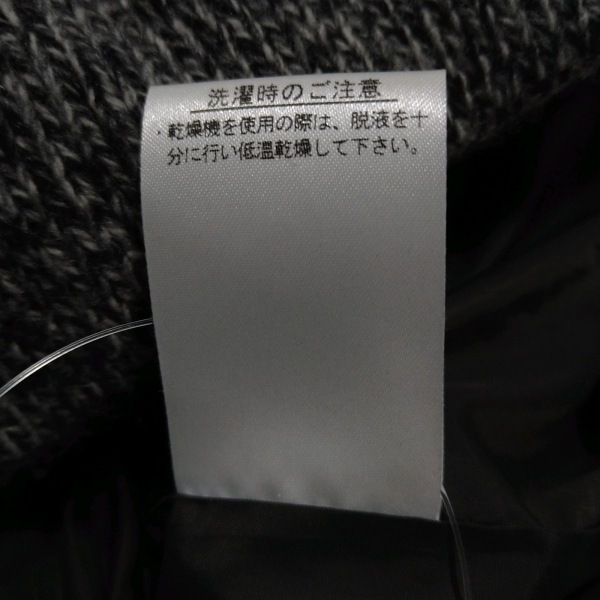 洗濯時のご注意
・乾燥機を使用の際は、脱液を十
分に行い低温乾燥して下さい。